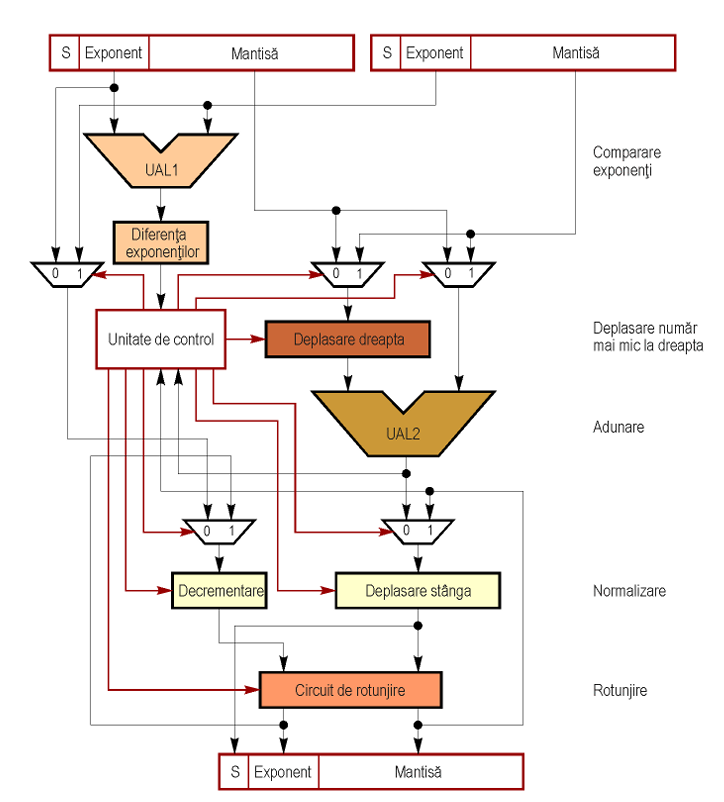 S Exponent Mantisă
S Exponent Mantisă
UAL1
Comparare
exponenţi
Diferenţa
exponenţilor
0 1
0 1
0 1
Unitate de control
Deplasare dreapta
Deplasare număr
mai mic la dreapta
UAL2
Adunare
0 1
0 1
Decrementare
Deplasare stânga
Normalizare
Circuit de rotunjire
Rotunjire
S Exponent Mantisă